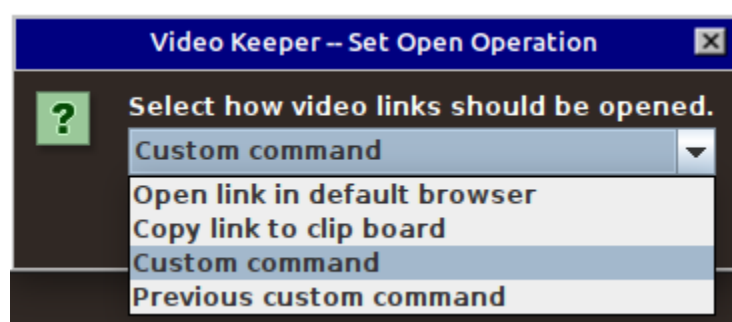 Video Keeper -- Set Open Operation
?
Select how video links should be opened.
Custom command
Open link in default browser
Copy link to clip board
Custom command
Previous custom command